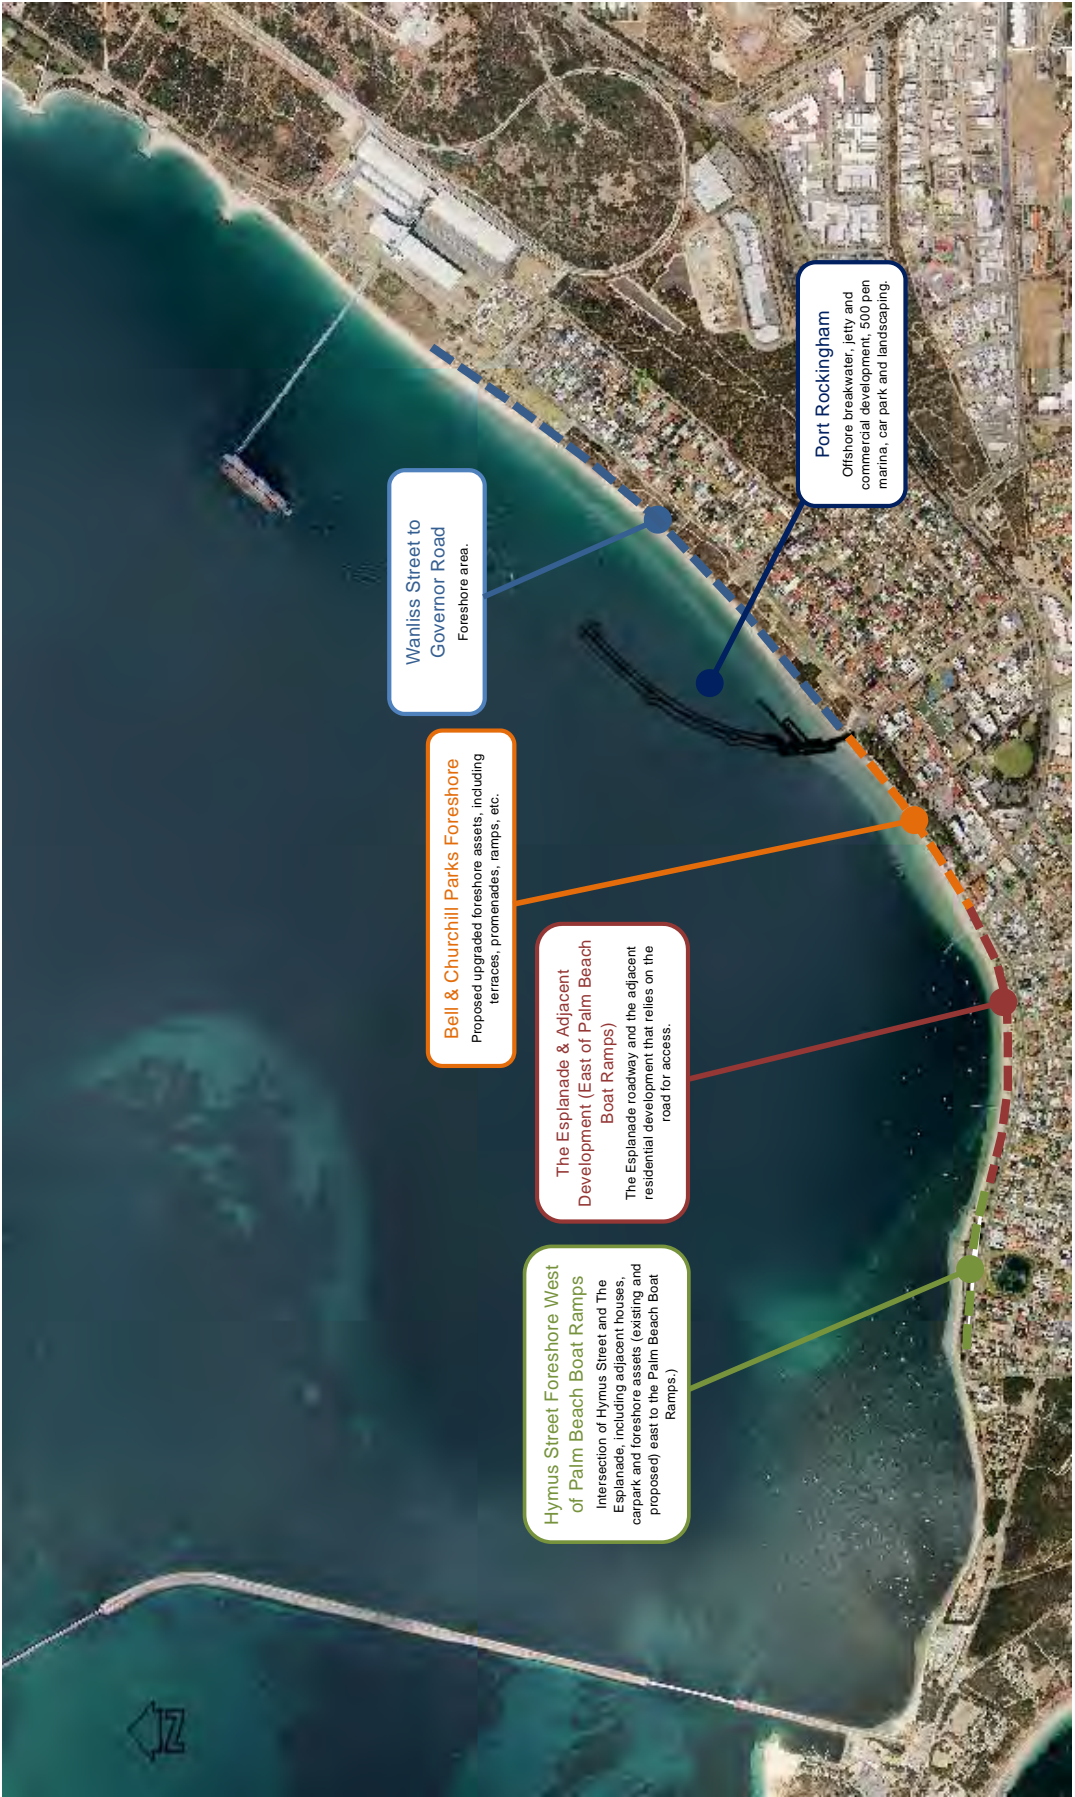 Hymus Street Foreshore West
of Palm Beach Boat Ramps
Intersection of Hymus Street and The
Esplanade, including adjacent houses,
carpark and foreshore assets (existing and
proposed) east to the Palm Beach Boat
Ramps.)
The Esplanade & Adjacent
Development (East of Palm Beach
Boat Ramps)
The Esplanade roadway and the adjacent
residential development that relies on the
road for access.
Bell & Churchill Parks Foreshore
Proposed upgraded foreshore assets, including
terraces, promenades, ramps, etc.
Wanliss Street to
Governor Road
Foreshore area.
Port Rockingham
Offshore breakwater, jetty and
commercial development, 500 pen
marina, car park and landscaping.
N